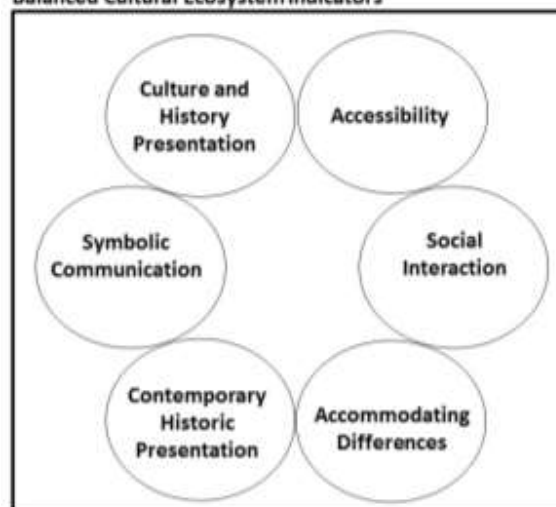 Balanced Cultural Ecosystem Indicators
Culture and
History
Presentation
Accessibility
Symbolic
Communication
Social
Interaction
Contemporary
Historic
Presentation
Accommodating
Differences